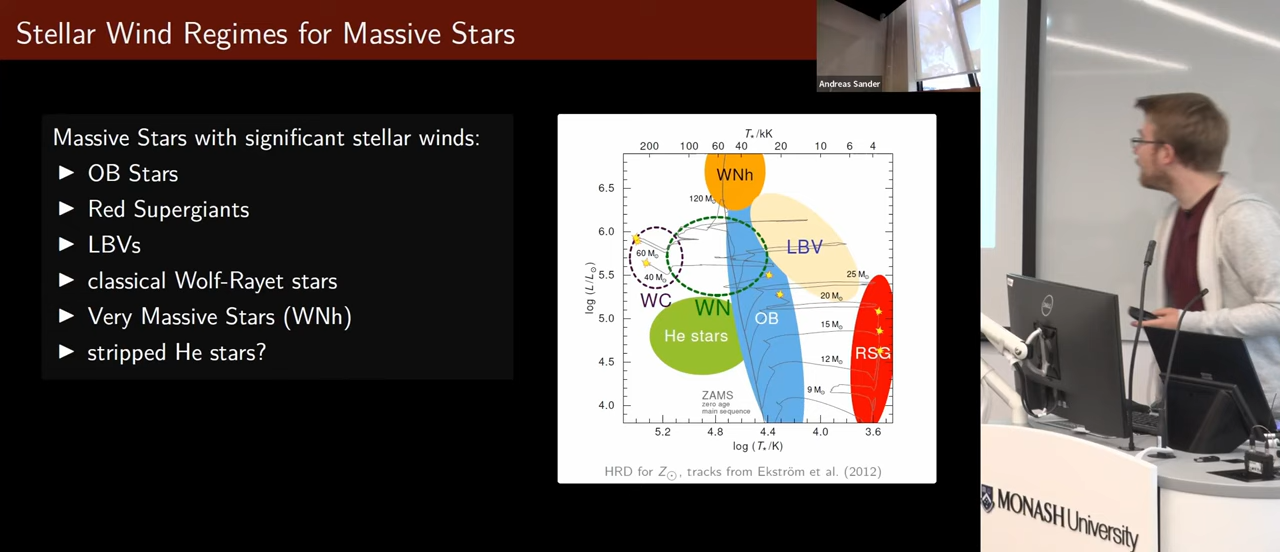 Stellar Wind Regimes for Massive Stars
Andreas Sander
Massive Stars with significant stellar winds:
► OB Stars
► Red Supergiants
► LBVs
► classical Wolf-Rayet stars
► Very Massive Stars (WNh)
► stripped He stars?
T*/kK
200 100 60 40 20 10 6 4
WNh
6.5
120 M⊙
6.0
LBV
60 M⊙
40 M⊙
25 M⊙
5.5
WC
WN
20 M⊙
OB
5.0
15 M⊙
He stars
RSG
4.5
12 M⊙
9 M⊙
ZAMS
zero age
main sequence
4.0
log (L/L⊙)
5.2 4.8 4.4 4.0 3.6
log (T*/K)
HRD for Z⊙, tracks from Ekström et al. (2012)
DELL
MONASH University